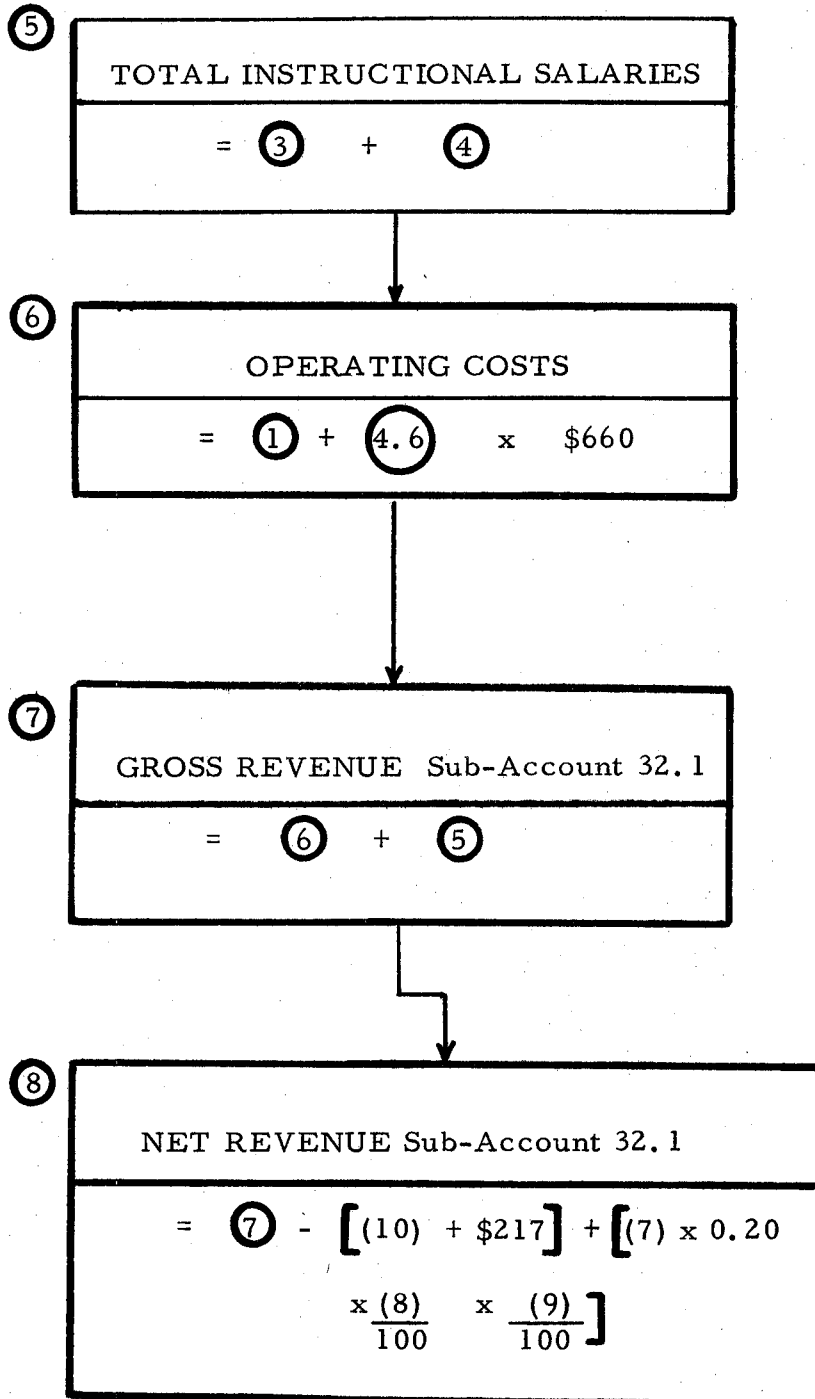 ⑤
TOTAL INSTRUCTIONAL SALARIES
= ③ + ④
⑥
OPERATING COSTS
= ① + 4.6 x $660
⑦
GROSS REVENUE Sub-Account 32.1
= ⑥ + ⑤
⑧
NET REVENUE Sub-Account 32.1
= ⑦ - [(10) + $217] + [(7) x 0.20
x (8)/100 x (9)/100]